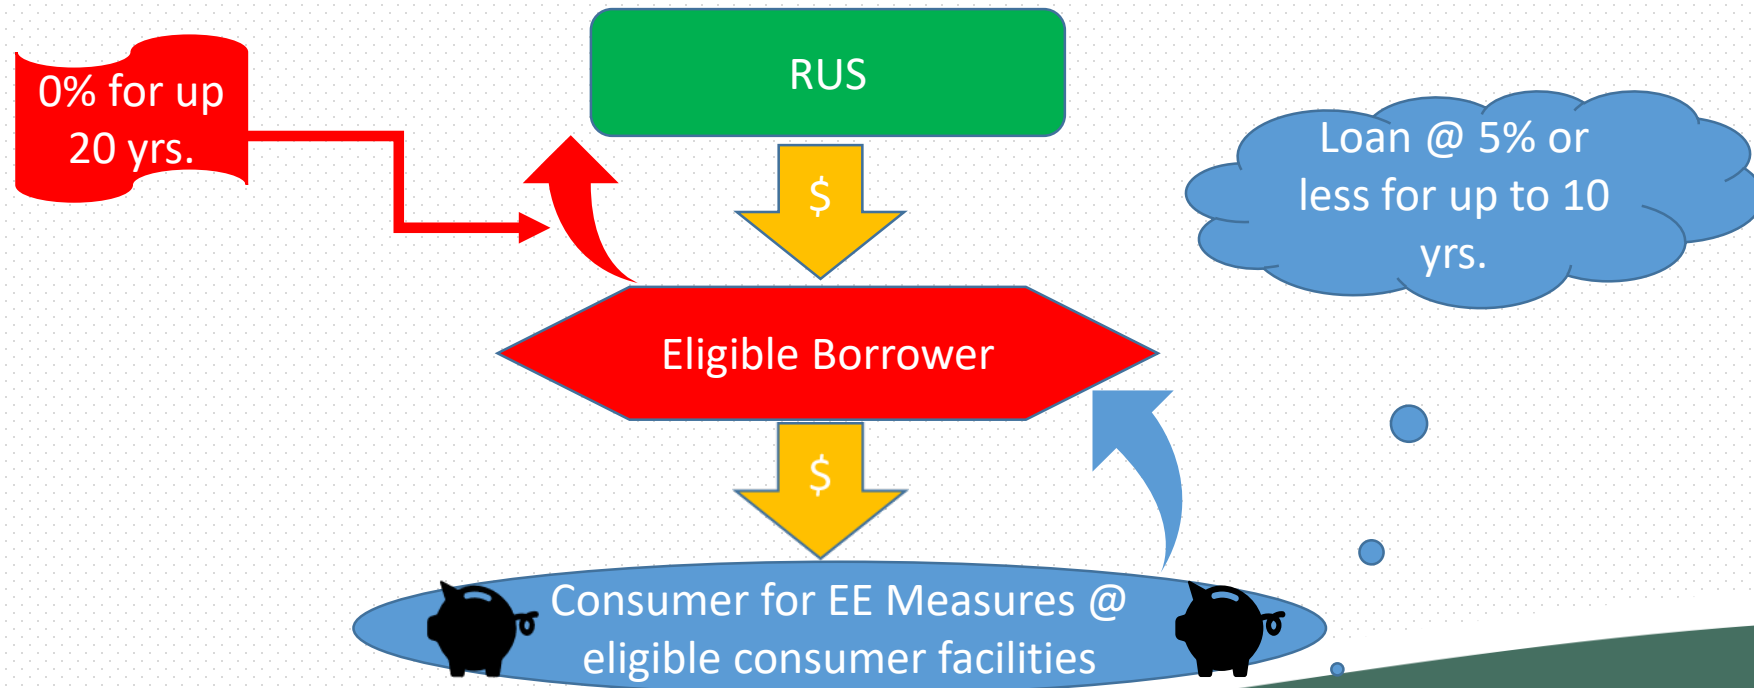 RUS
0% for up
20 yrs.
Loan @ 5% or
less for up to 10
yrs.
$
Eligible Borrower
$
Consumer for EE Measures @
eligible consumer facilities